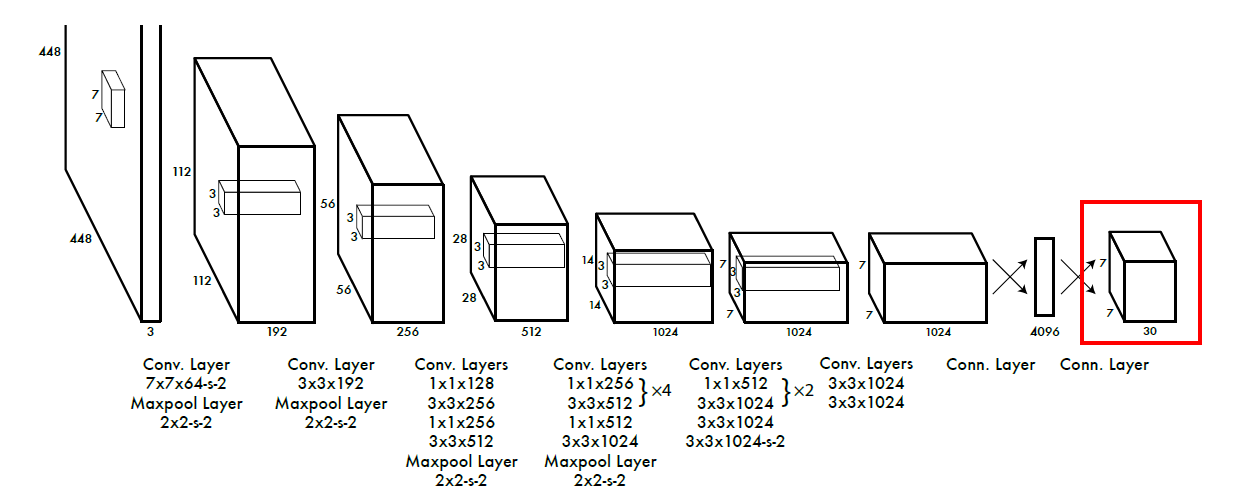 448
7
7
448
3
112
3
3
112
192
56
3
3
56
256
28
3
3
28
512
14
3
3
14
1024
7
3
3
7
1024
7
7
1024
4096
7
7
30
Conv. Layer
7x7x64-s-2
Maxpool Layer
2x2-s-2
Conv. Layer
3x3x192
Maxpool Layer
2x2-s-2
Conv. Layers
1x1x128
3x3x256
1x1x256
3x3x512
Maxpool Layer
2x2-s-2
Conv. Layers
1x1x256
3x3x512
}×4
1x1x512
3x3x1024
Maxpool Layer
2x2-s-2
Conv. Layers
1x1x512
3x3x1024
}×2
3x3x1024
3x3x1024-s-2
Conv. Layers
3x3x1024
3x3x1024
Conn. Layer
Conn. Layer